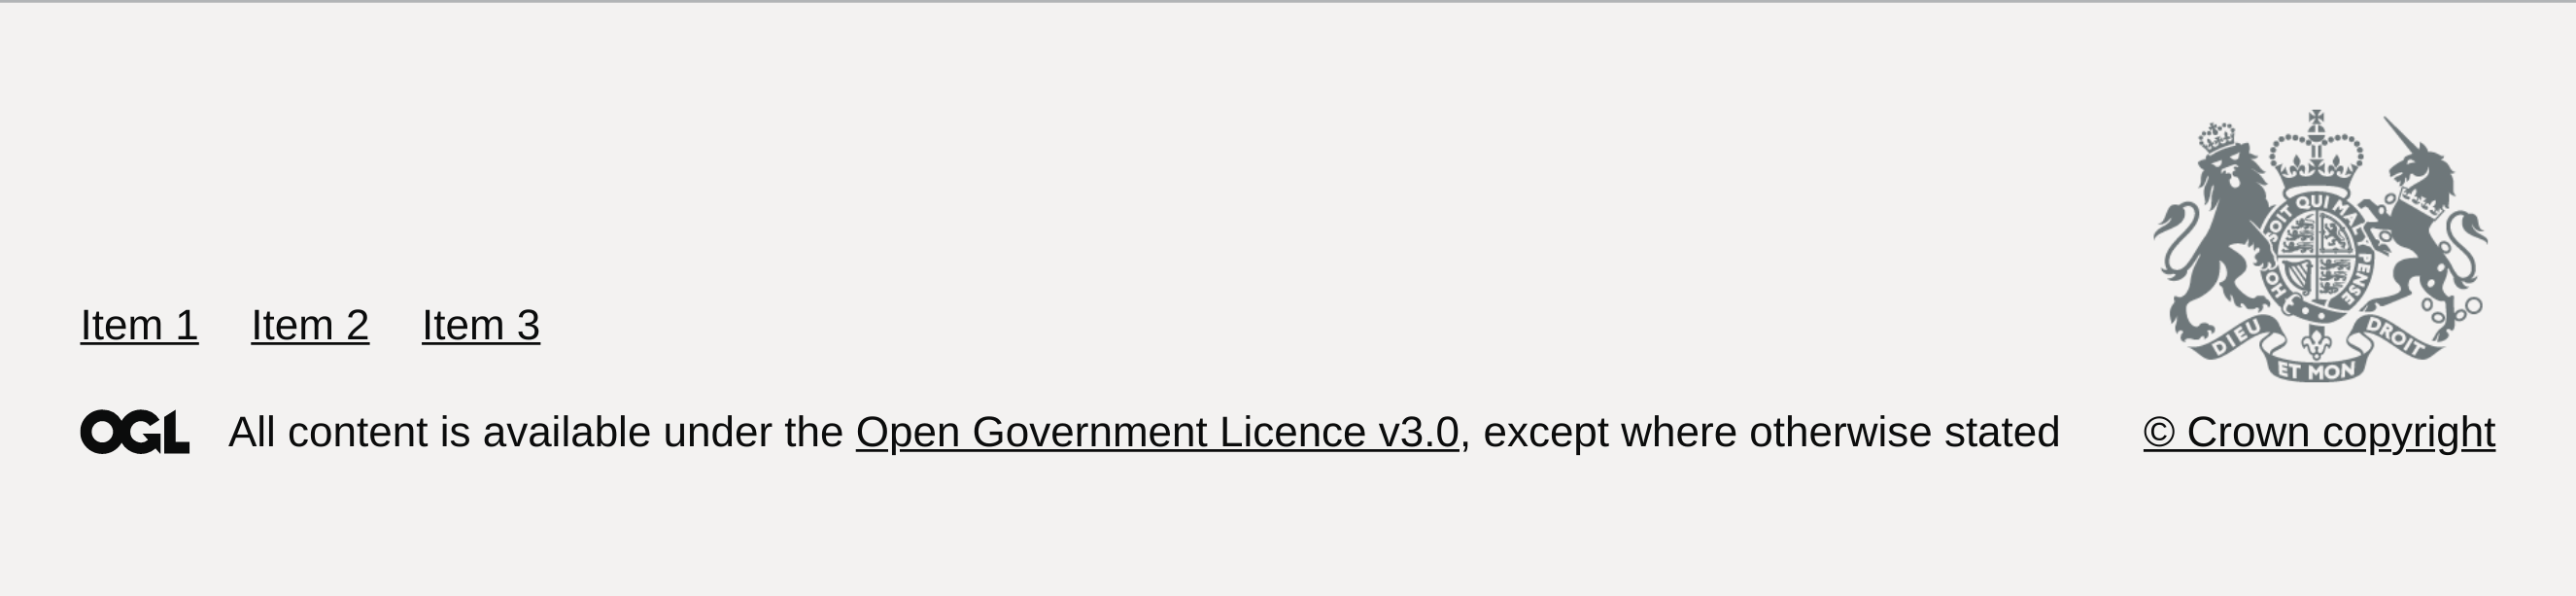 SOIT QUI MAL Y PENSE
HO
DIEU ET MON DROIT
Item 1 Item 2 Item 3
OGL All content is available under the Open Government Licence v3.0, except where otherwise stated © Crown copyright